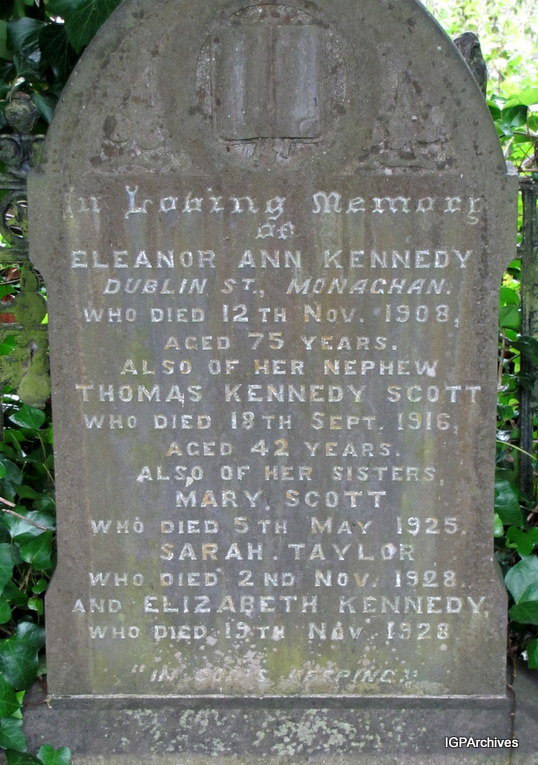 In Loving Memory
of
ELEANOR ANN KENNEDY
DUBLIN ST., MONAGHAN.
WHO DIED 12TH NOV. 1908,
AGED 75 YEARS.
ALSO OF HER NEPHEW
THOMAS KENNEDY SCOTT
WHO DIED 18TH SEPT. 1916,
AGED 42 YEARS.
ALSO OF HER SISTERS,
MARY SCOTT
WHO DIED 5TH MAY 1925.
SARAH TAYLOR
WHO DIED 2ND NOV. 1928.
AND ELIZABETH KENNEDY,
WHO DIED 19TH NOV 1928
"IN GOD'S KEEPING."
IGPArchives